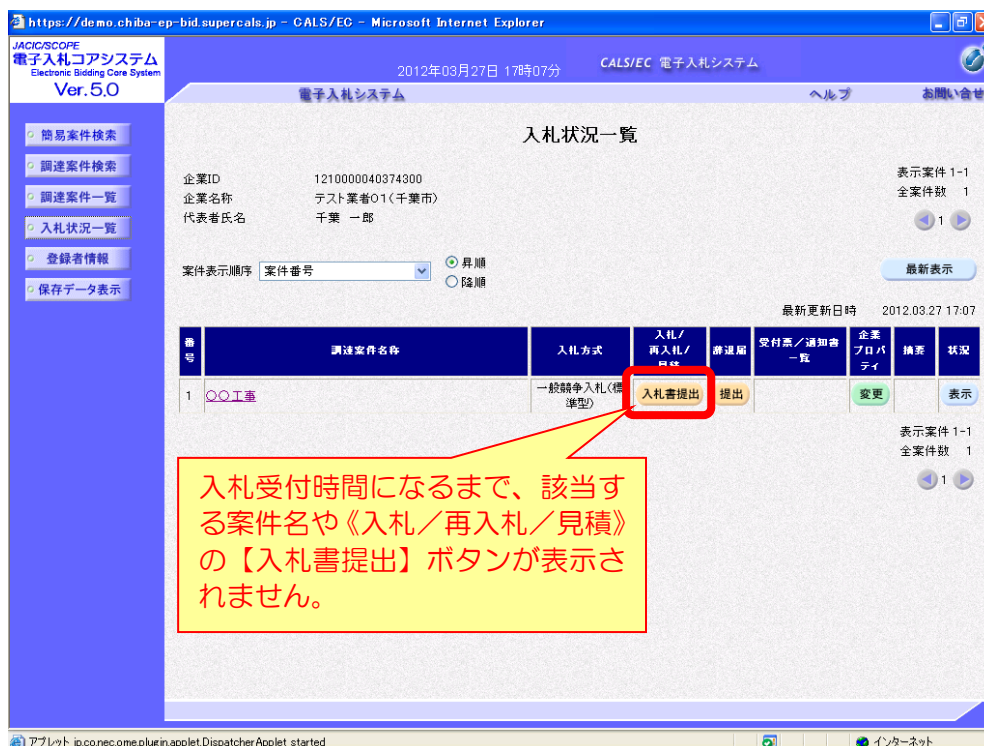 https://demo.chiba-ep-bid.supercals.jp - CALS/EC - Microsoft Internet Explorer
JACIC/SCOPE
電子入札コアシステム
Electronic Bidding Core System
Ver.5.0
2012年03月27日 17時07分
CALS/EC 電子入札システム
電子入札システム
ヘルプ
お問い合せ
簡易案件検索
調達案件検索
調達案件一覧
入札状況一覧
登録者情報
保存データ表示
入札状況一覧
企業ID 1210000040374300
企業名称 テスト業者01(千葉市)
代表者氏名 千葉 一郎
表示案件 1-1
全案件数 1
1
案件表示順序 案件番号
昇順
降順
最新表示
最新更新日時 2012.03.27 17:07
番号 調達案件名称 入札方式 入札/再入札/見積 辞退届 受付票/通知書一覧 企業プロパティ 摘要 状況
1 〇〇工事 一般競争入札(標準型) 入札書提出 提出 変更 表示
表示案件 1-1
全案件数 1
1
入札受付時間になるまで、該当す
る案件名や《入札／再入札／見積》
の【入札書提出】ボタンが表示さ
れません。
アプレット jp.co.nec.ome.plugin.applet.DispatcherApplet started
インターネット